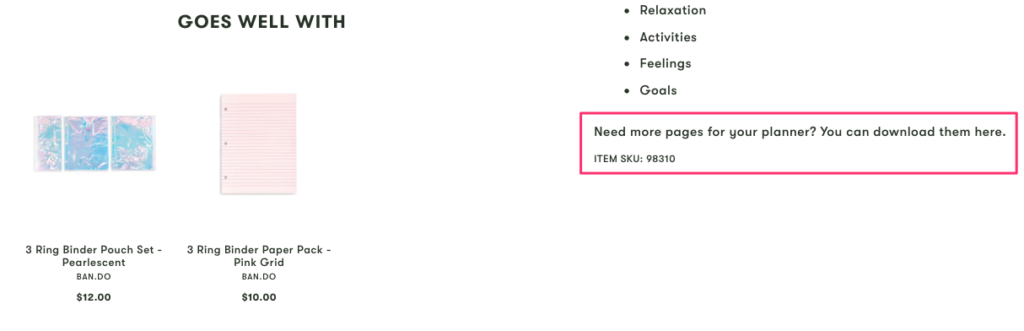 GOES WELL WITH
3 Ring Binder Pouch Set -
Pearlescent
BAN.DO
$12.00
3 Ring Binder Paper Pack -
Pink Grid
BAN.DO
$10.00
Relaxation
Activities
Feelings
Goals
Need more pages for your planner? You can download them here.
ITEM SKU: 98310